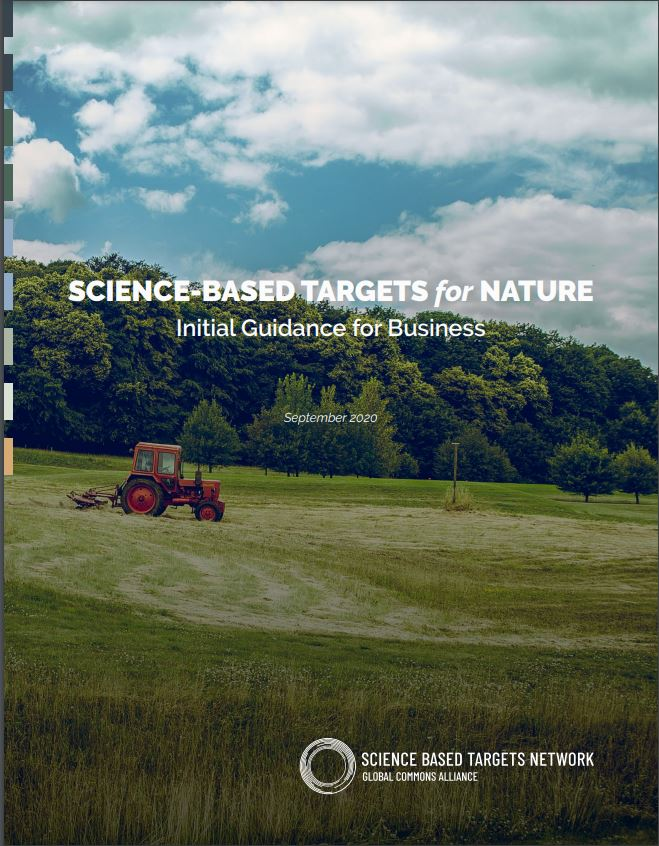 SCIENCE-BASED TARGETS for NATURE
Initial Guidance for Business
September 2020
SCIENCE BASED TARGETS NETWORK
GLOBAL COMMONS ALLIANCE